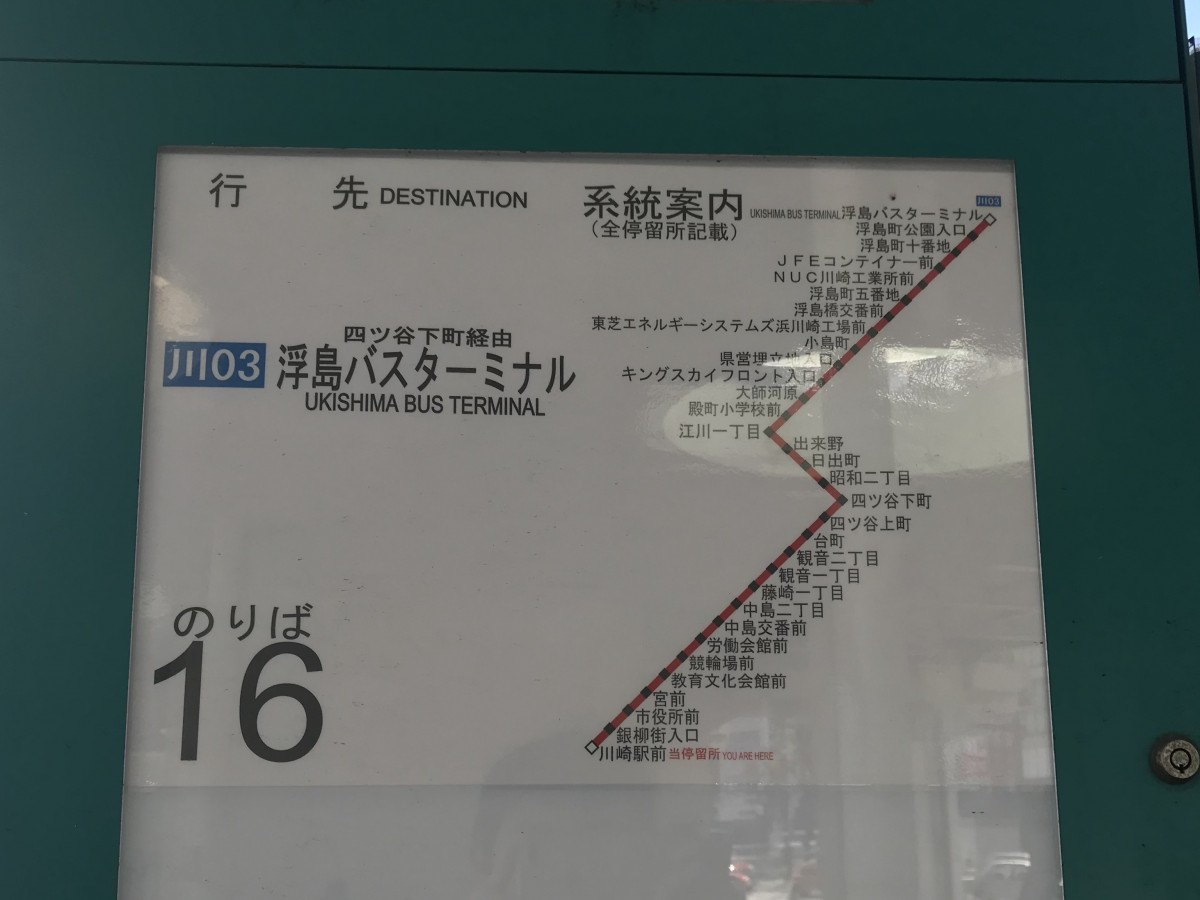 行先 DESTINATION
川03
四ツ谷下町経由
浮島バスターミナル
UKISHIMA BUS TERMINAL
のりば
16
系統案内
（全停留所記載）
川03
UKISHIMA BUS TERMINAL 浮島バスターミナル
浮島町公園入口
浮島町十番地
ＪＦＥコンテイナー前
ＮＵＣ川崎工業所前
浮島町五番地
浮島橋交番前
東芝エネルギーシステムズ浜川崎工場前
小島町
県営埋立地入口
キングスカイフロント入口
大師河原
殿町小学校前
江川一丁目
出来野
日出町
昭和二丁目
四ツ谷下町
四ツ谷上町
台町
観音二丁目
観音一丁目
藤崎一丁目
中島二丁目
中島交番前
労働会館前
競輪場前
教育文化会館前
宮前
市役所前
銀柳街入口
川崎駅前 当停留所 YOU ARE HERE